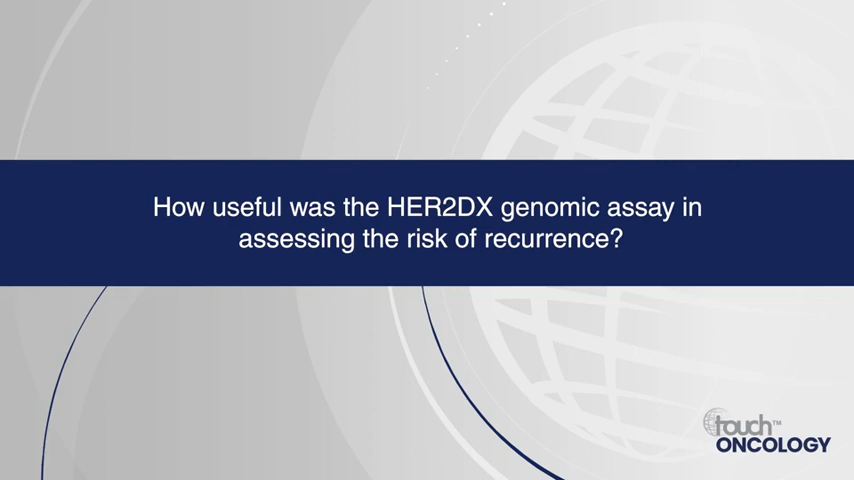 How useful was the HER2DX genomic assay in
assessing the risk of recurrence?
touch™
ONCOLOGY